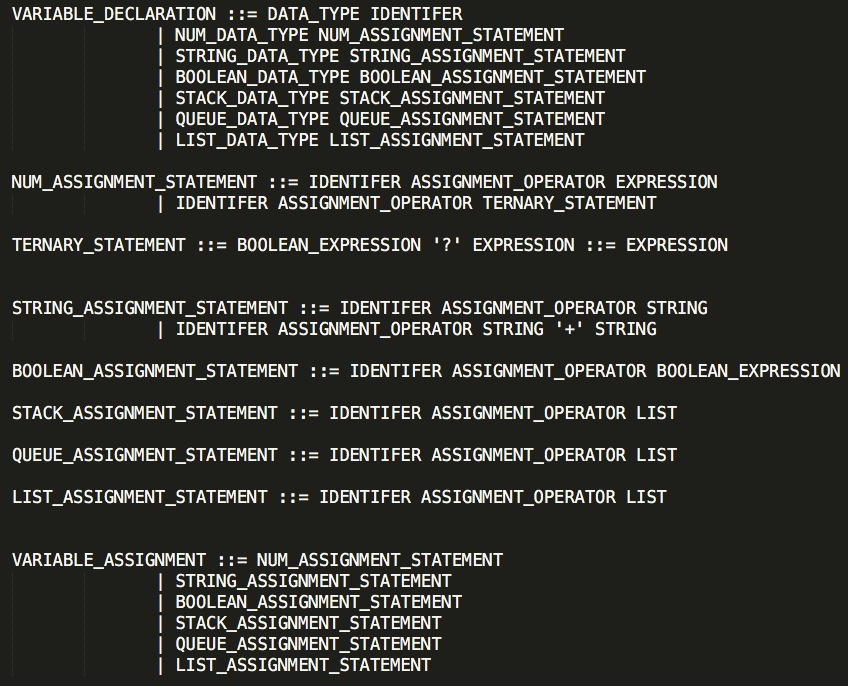 VARIABLE_DECLARATION ::= DATA_TYPE IDENTIFER
| NUM_DATA_TYPE NUM_ASSIGNMENT_STATEMENT
| STRING_DATA_TYPE STRING_ASSIGNMENT_STATEMENT
| BOOLEAN_DATA_TYPE BOOLEAN_ASSIGNMENT_STATEMENT
| STACK_DATA_TYPE STACK_ASSIGNMENT_STATEMENT
| QUEUE_DATA_TYPE QUEUE_ASSIGNMENT_STATEMENT
| LIST_DATA_TYPE LIST_ASSIGNMENT_STATEMENT
NUM_ASSIGNMENT_STATEMENT ::= IDENTIFER ASSIGNMENT_OPERATOR EXPRESSION
| IDENTIFER ASSIGNMENT_OPERATOR TERNARY_STATEMENT
TERNARY_STATEMENT ::= BOOLEAN_EXPRESSION '?' EXPRESSION ::= EXPRESSION
STRING_ASSIGNMENT_STATEMENT ::= IDENTIFER ASSIGNMENT_OPERATOR STRING
| IDENTIFER ASSIGNMENT_OPERATOR STRING '+' STRING
BOOLEAN_ASSIGNMENT_STATEMENT ::= IDENTIFER ASSIGNMENT_OPERATOR BOOLEAN_EXPRESSION
STACK_ASSIGNMENT_STATEMENT ::= IDENTIFER ASSIGNMENT_OPERATOR LIST
QUEUE_ASSIGNMENT_STATEMENT ::= IDENTIFER ASSIGNMENT_OPERATOR LIST
LIST_ASSIGNMENT_STATEMENT ::= IDENTIFER ASSIGNMENT_OPERATOR LIST
VARIABLE_ASSIGNMENT ::= NUM_ASSIGNMENT_STATEMENT
| STRING_ASSIGNMENT_STATEMENT
| BOOLEAN_ASSIGNMENT_STATEMENT
| STACK_ASSIGNMENT_STATEMENT
| QUEUE_ASSIGNMENT_STATEMENT
| LIST_ASSIGNMENT_STATEMENT